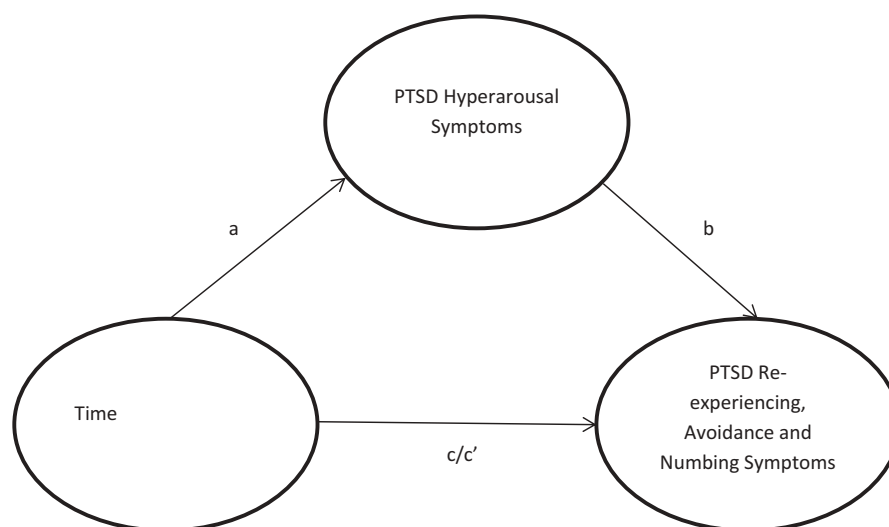 PTSD Hyperarousal
Symptoms
a
b
Time
c/c’
PTSD Re-
experiencing,
Avoidance and
Numbing Symptoms